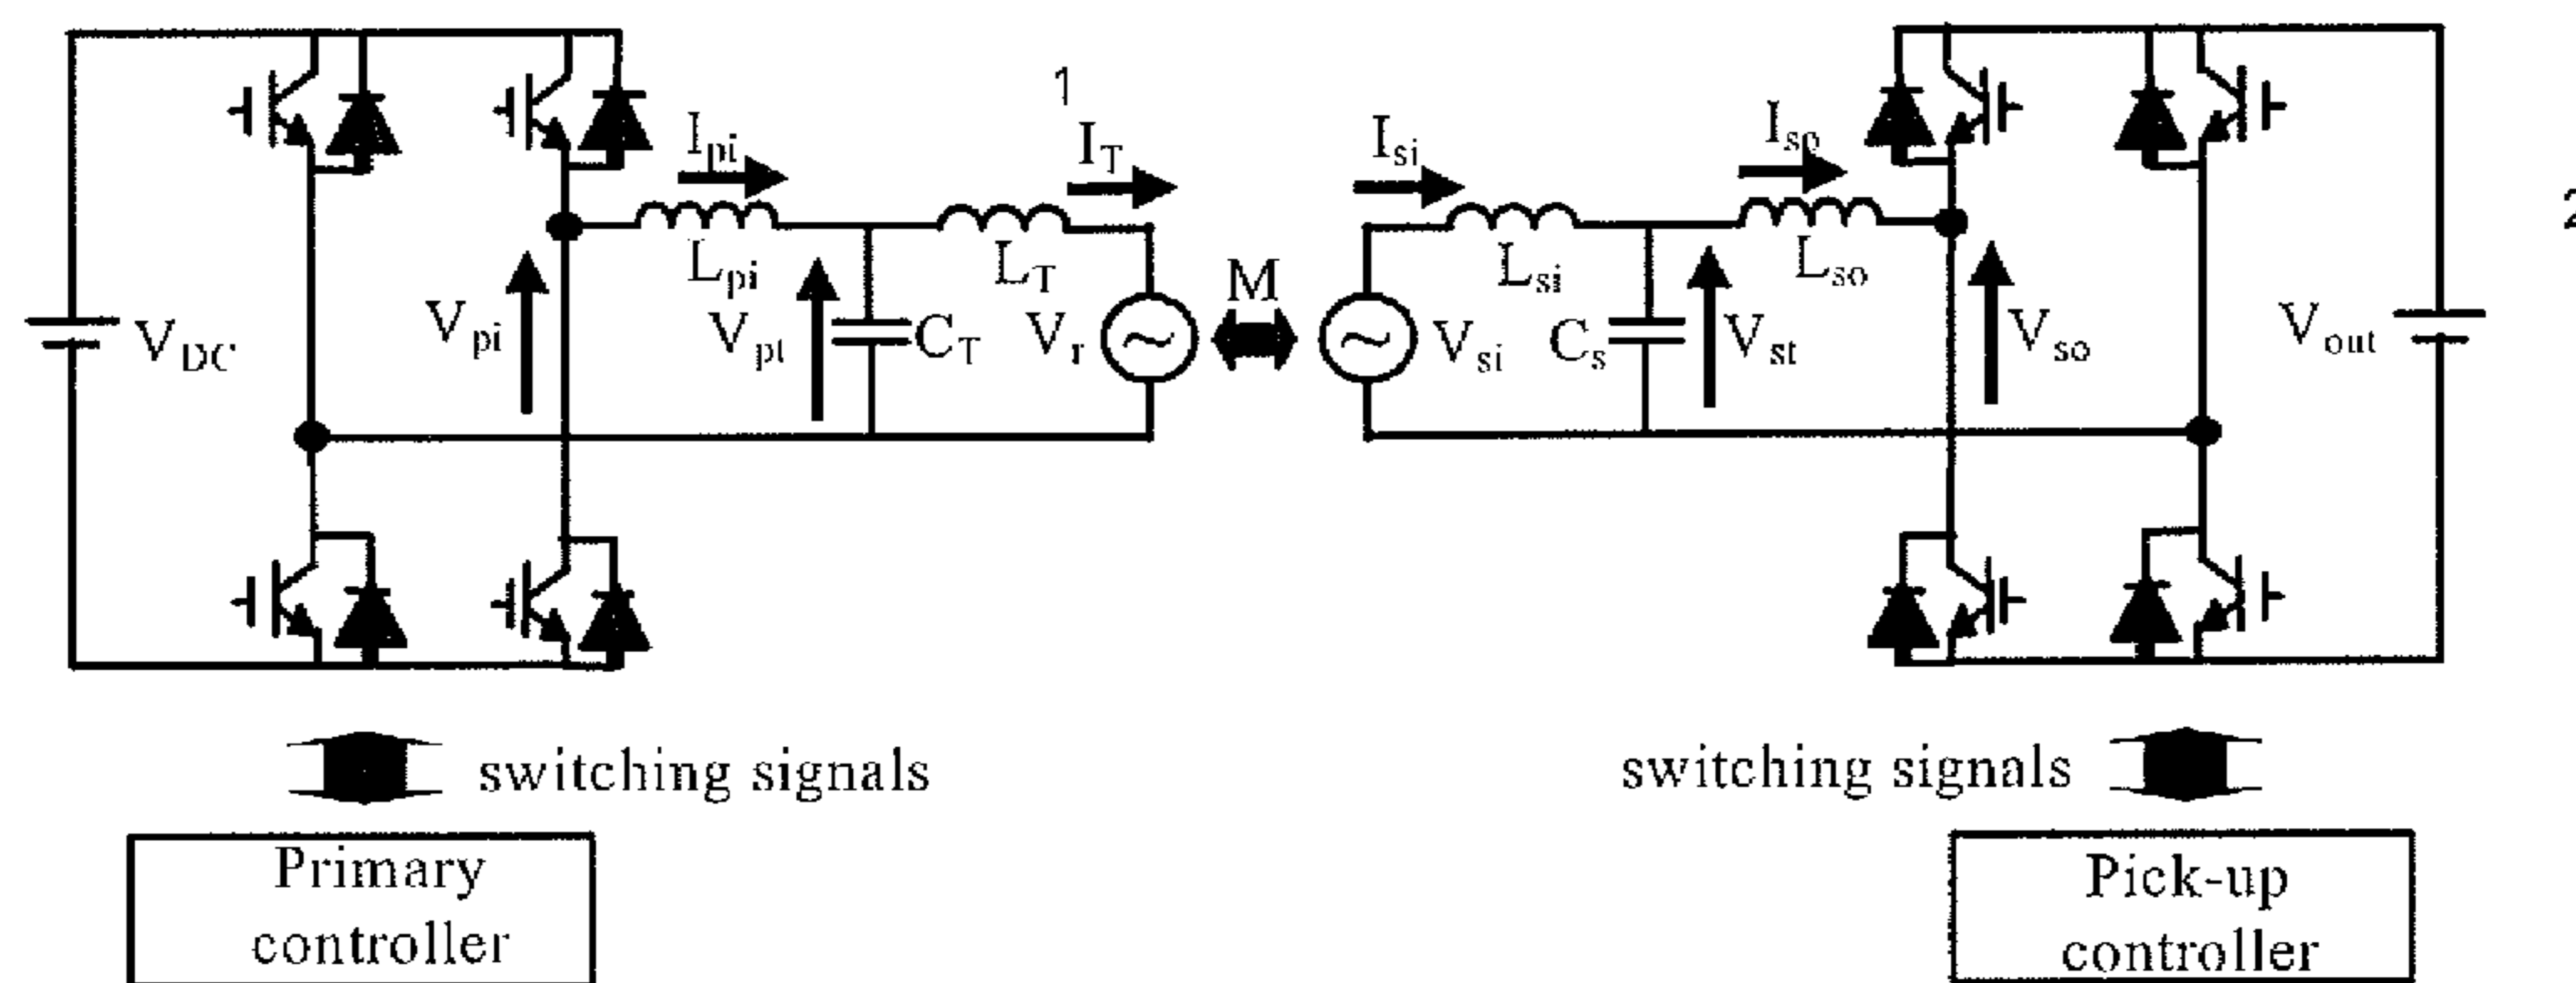 1
I_pi
I_T
I_si
I_so
2
L_pi
L_T
M
L_si
L_so
V_DC
V_pi
V_pt
C_T
V_r
V_si
C_s
V_st
V_so
V_out
~
~
switching signals
switching signals
Primary
controller
Pick-up
controller